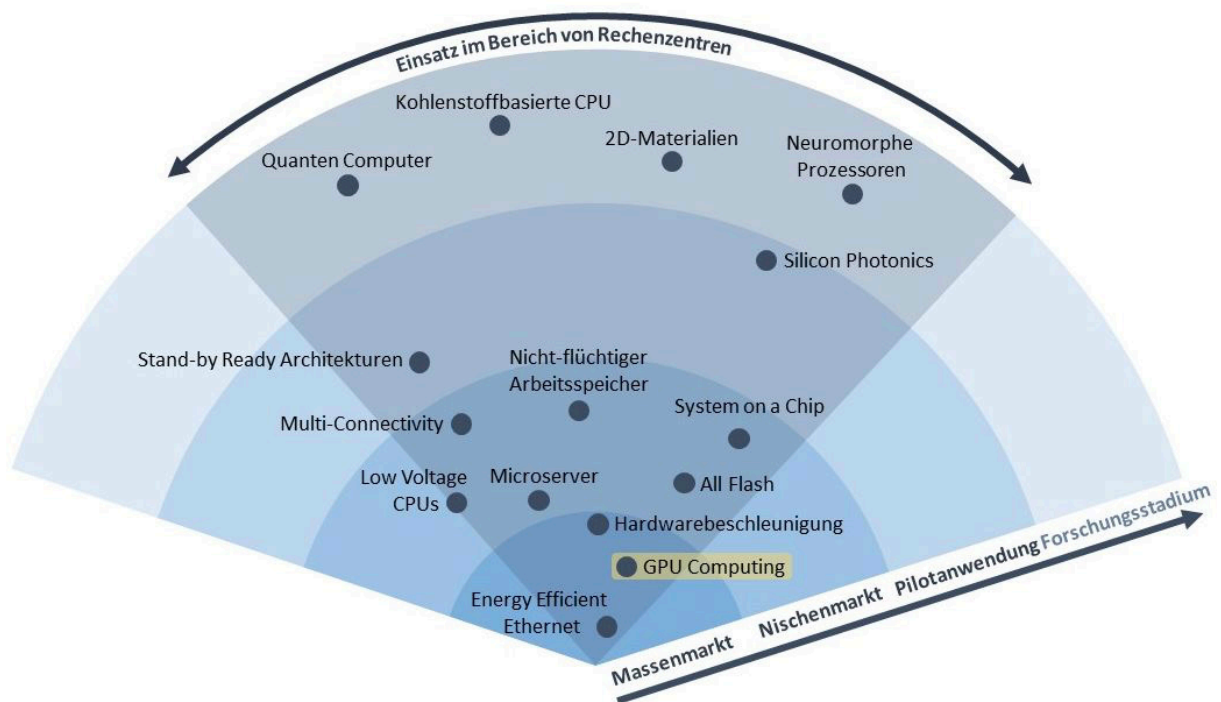 Einsatz im Bereich von Rechenzentren
Kohlenstoffbasierte CPU
2D-Materialien
Neuromorphe
Prozessoren
Quanten Computer
Silicon Photonics
Stand-by Ready Architekturen
Nicht-flüchtiger
Arbeitsspeicher
System on a Chip
Multi-Connectivity
Low Voltage
CPUs
Microserver
All Flash
Hardwarebeschleunigung
GPU Computing
Energy Efficient
Ethernet
Massenmarkt Nischenmarkt Pilotanwendung Forschungsstadium